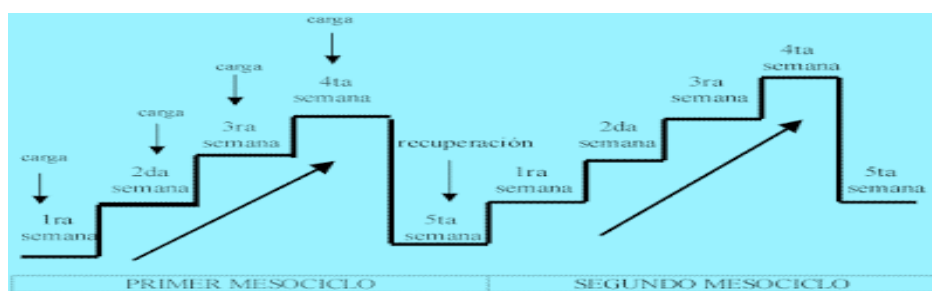 carga
carga
carga
carga
1ra
semana
2da
semana
3ra
semana
4ta
semana
recuperación
5ta
semana
1ra
semana
2da
semana
3ra
semana
4ta
semana
5ta
semana
PRIMER MESOCICLO
SEGUNDO MESOCICLO